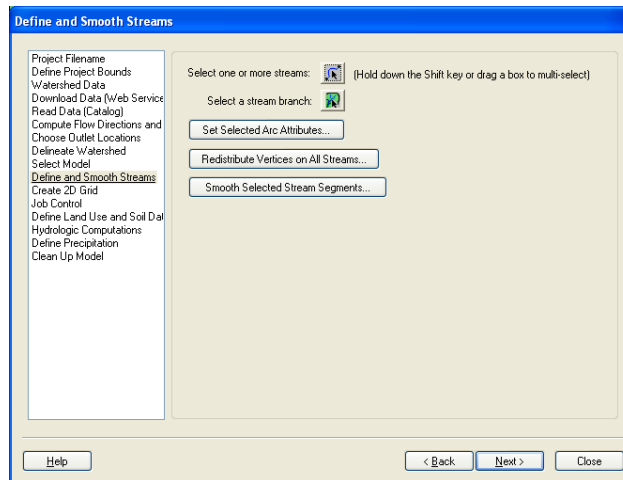 Define and Smooth Streams
Project Filename
Define Project Bounds
Watershed Data
Download Data (Web Service
Read Data (Catalog)
Compute Flow Directions and
Choose Outlet Locations
Delineate Watershed
Select Model
Define and Smooth Streams
Create 2D Grid
Job Control
Define Land Use and Soil Dat
Hydrologic Computations
Define Precipitation
Clean Up Model
Select one or more streams: (Hold down the Shift key or drag a box to multi-select)
Select a stream branch:
Set Selected Arc Attributes...
Redistribute Vertices on All Streams...
Smooth Selected Stream Segments...
Help
< Back
Next >
Close